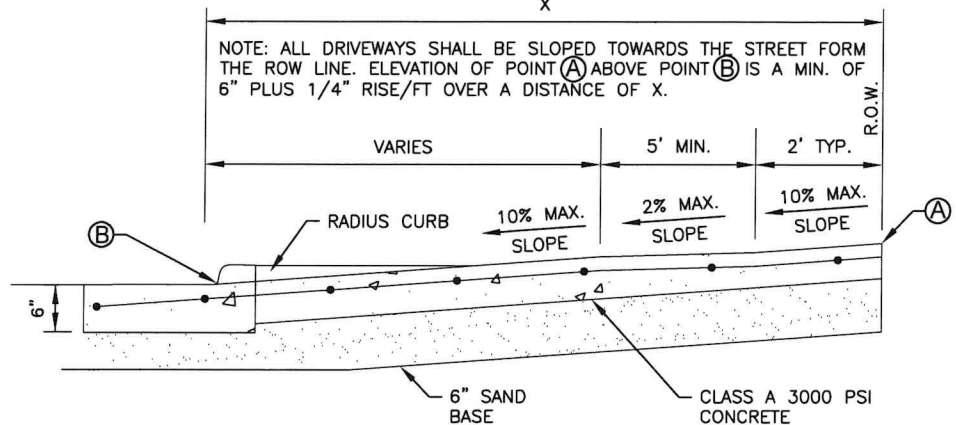 X
NOTE: ALL DRIVEWAYS SHALL BE SLOPED TOWARDS THE STREET FORM
THE ROW LINE. ELEVATION OF POINT A ABOVE POINT B IS A MIN. OF
6" PLUS 1/4" RISE/FT OVER A DISTANCE OF X.
R.O.W.
VARIES
5' MIN.
2' TYP.
10% MAX.
SLOPE
2% MAX.
SLOPE
10% MAX.
SLOPE
A
B
RADIUS CURB
6"
6" SAND
BASE
CLASS A 3000 PSI
CONCRETE